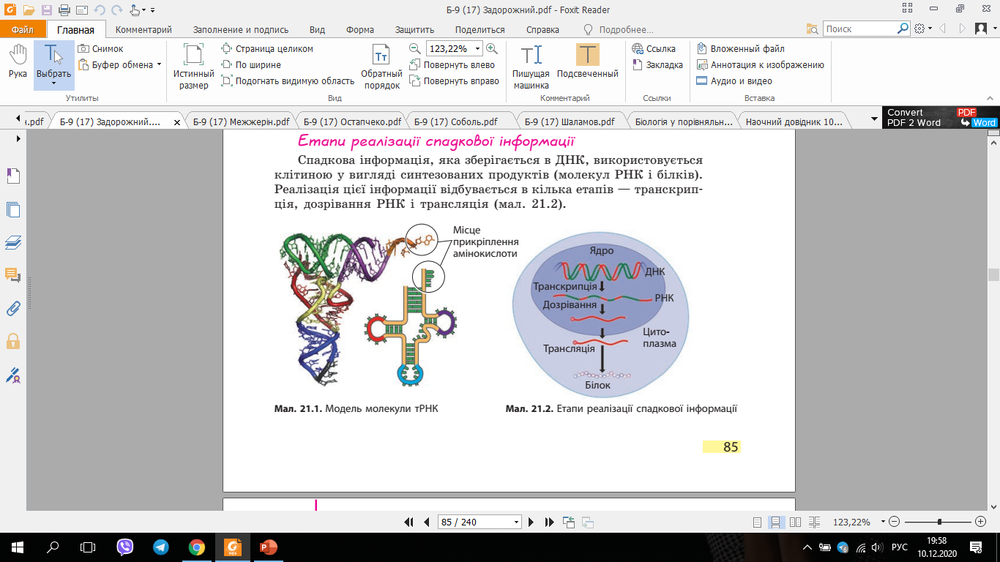 Б-9 (17) Задорожний.pdf - Foxit Reader
Файл
Главная
Комментарий
Заполнение и подпись
Вид
Форма
Защитить
Поделиться
Справка
Подробнее...
Поиск
Рука
Выбрать
Снимок
Буфер обмена
Утилиты
Истинный размер
Страница целиком
По ширине
Подогнать видимую область
Обратный порядок
123,22%
Повернуть влево
Повернуть вправо
Вид
Пишущая машинка
Подсвеченный
Комментарий
Ссылка
Закладка
Ссылки
Вложенный файл
Аннотация к изображению
Аудио и видео
Вставка
н.pdf
Б-9 (17) Задорожний....
Б-9 (17) Межжерін.pdf
Б-9 (17) Остапчеко.pdf
Б-9 (17) Соболь.pdf
Б-9 (17) Шаламов.pdf
Біологія у порівняльн...
Наочний довідник 10...
Convert PDF
PDF 2 Word Word
Етапи реалізації спадкової інформації
Спадкова інформація, яка зберігається в ДНК, використовується
клітиною у вигляді синтезованих продуктів (молекул РНК і білків).
Реалізація цієї інформації відбувається в кілька етапів — транскрип-
ція, дозрівання РНК і трансляція (мал. 21.2).
Місце
прикріплення
амінокислоти
Ядро
ДНК
Транскрипція
РНК
Дозрівання
Цито-
плазма
Трансляція
Білок
Мал. 21.1. Модель молекули тРНК
Мал. 21.2. Етапи реалізації спадкової інформації
85
85 / 240
123,22%
РУС
19:58
10.12.2020